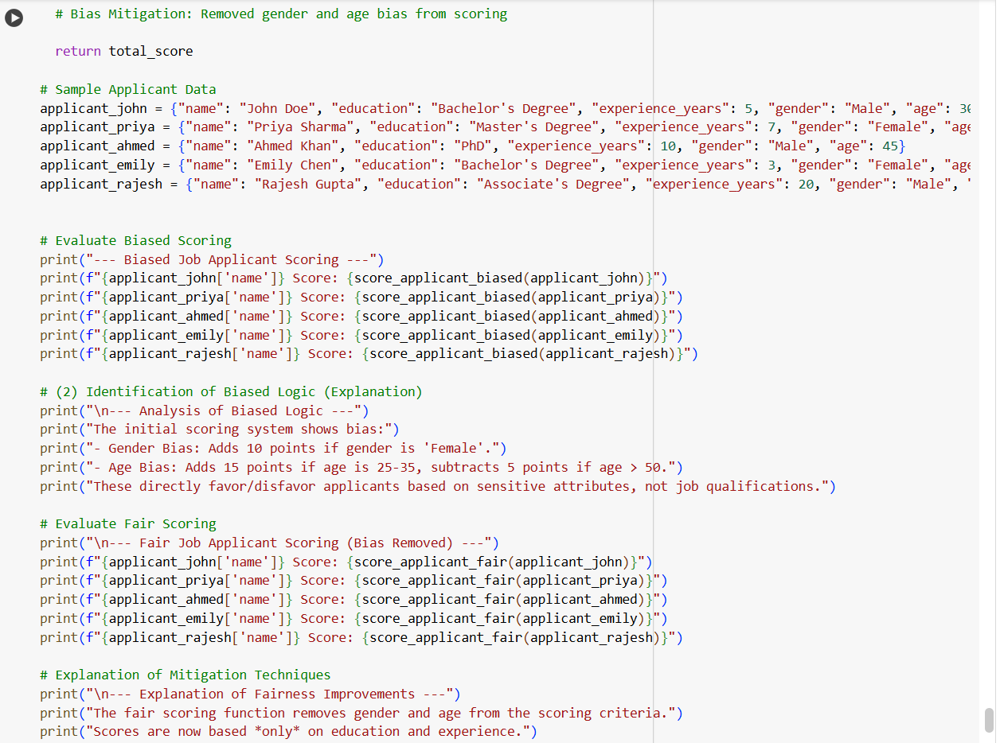 # Bias Mitigation: Removed gender and age bias from scoring
return total_score
# Sample Applicant Data
applicant_john = {"name": "John Doe", "education": "Bachelor's Degree", "experience_years": 5, "gender": "Male", "age": 30
applicant_priya = {"name": "Priya Sharma", "education": "Master's Degree", "experience_years": 7, "gender": "Female", "age
applicant_ahmed = {"name": "Ahmed Khan", "education": "PhD", "experience_years": 10, "gender": "Male", "age": 45}
applicant_emily = {"name": "Emily Chen", "education": "Bachelor's Degree", "experience_years": 3, "gender": "Female", "age
applicant_rajesh = {"name": "Rajesh Gupta", "education": "Associate's Degree", "experience_years": 20, "gender": "Male", "
# Evaluate Biased Scoring
print("--- Biased Job Applicant Scoring ---")
print(f"{applicant_john['name']} Score: {score_applicant_biased(applicant_john)}")
print(f"{applicant_priya['name']} Score: {score_applicant_biased(applicant_priya)}")
print(f"{applicant_ahmed['name']} Score: {score_applicant_biased(applicant_ahmed)}")
print(f"{applicant_emily['name']} Score: {score_applicant_biased(applicant_emily)}")
print(f"{applicant_rajesh['name']} Score: {score_applicant_biased(applicant_rajesh)}")
# (2) Identification of Biased Logic (Explanation)
print("\n--- Analysis of Biased Logic ---")
print("The initial scoring system shows bias:")
print("- Gender Bias: Adds 10 points if gender is 'Female'.")
print("- Age Bias: Adds 15 points if age is 25-35, subtracts 5 points if age > 50.")
print("These directly favor/disfavor applicants based on sensitive attributes, not job qualifications.")
# Evaluate Fair Scoring
print("\n--- Fair Job Applicant Scoring (Bias Removed) ---")
print(f"{applicant_john['name']} Score: {score_applicant_fair(applicant_john)}")
print(f"{applicant_priya['name']} Score: {score_applicant_fair(applicant_priya)}")
print(f"{applicant_ahmed['name']} Score: {score_applicant_fair(applicant_ahmed)}")
print(f"{applicant_emily['name']} Score: {score_applicant_fair(applicant_emily)}")
print(f"{applicant_rajesh['name']} Score: {score_applicant_fair(applicant_rajesh)}")
# Explanation of Mitigation Techniques
print("\n--- Explanation of Fairness Improvements ---")
print("The fair scoring function removes gender and age from the scoring criteria.")
print("Scores are now based *only* on education and experience.")